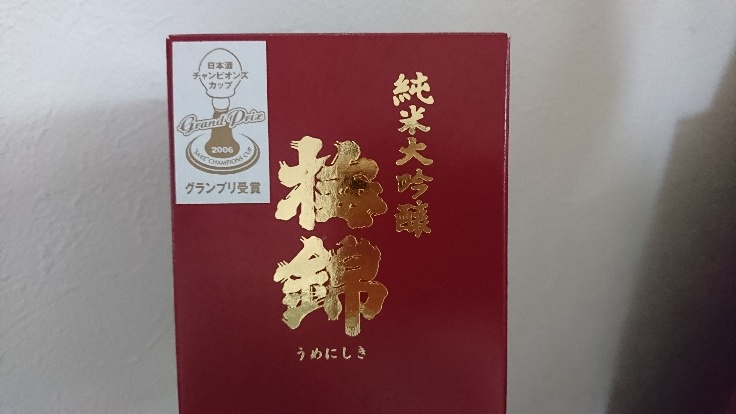 日本酒
チャンピオンズ
カップ
Grand Prix
2006
SAKE CHAMPIONS CUP
グランプリ受賞
純米大吟醸
梅錦
うめにしき